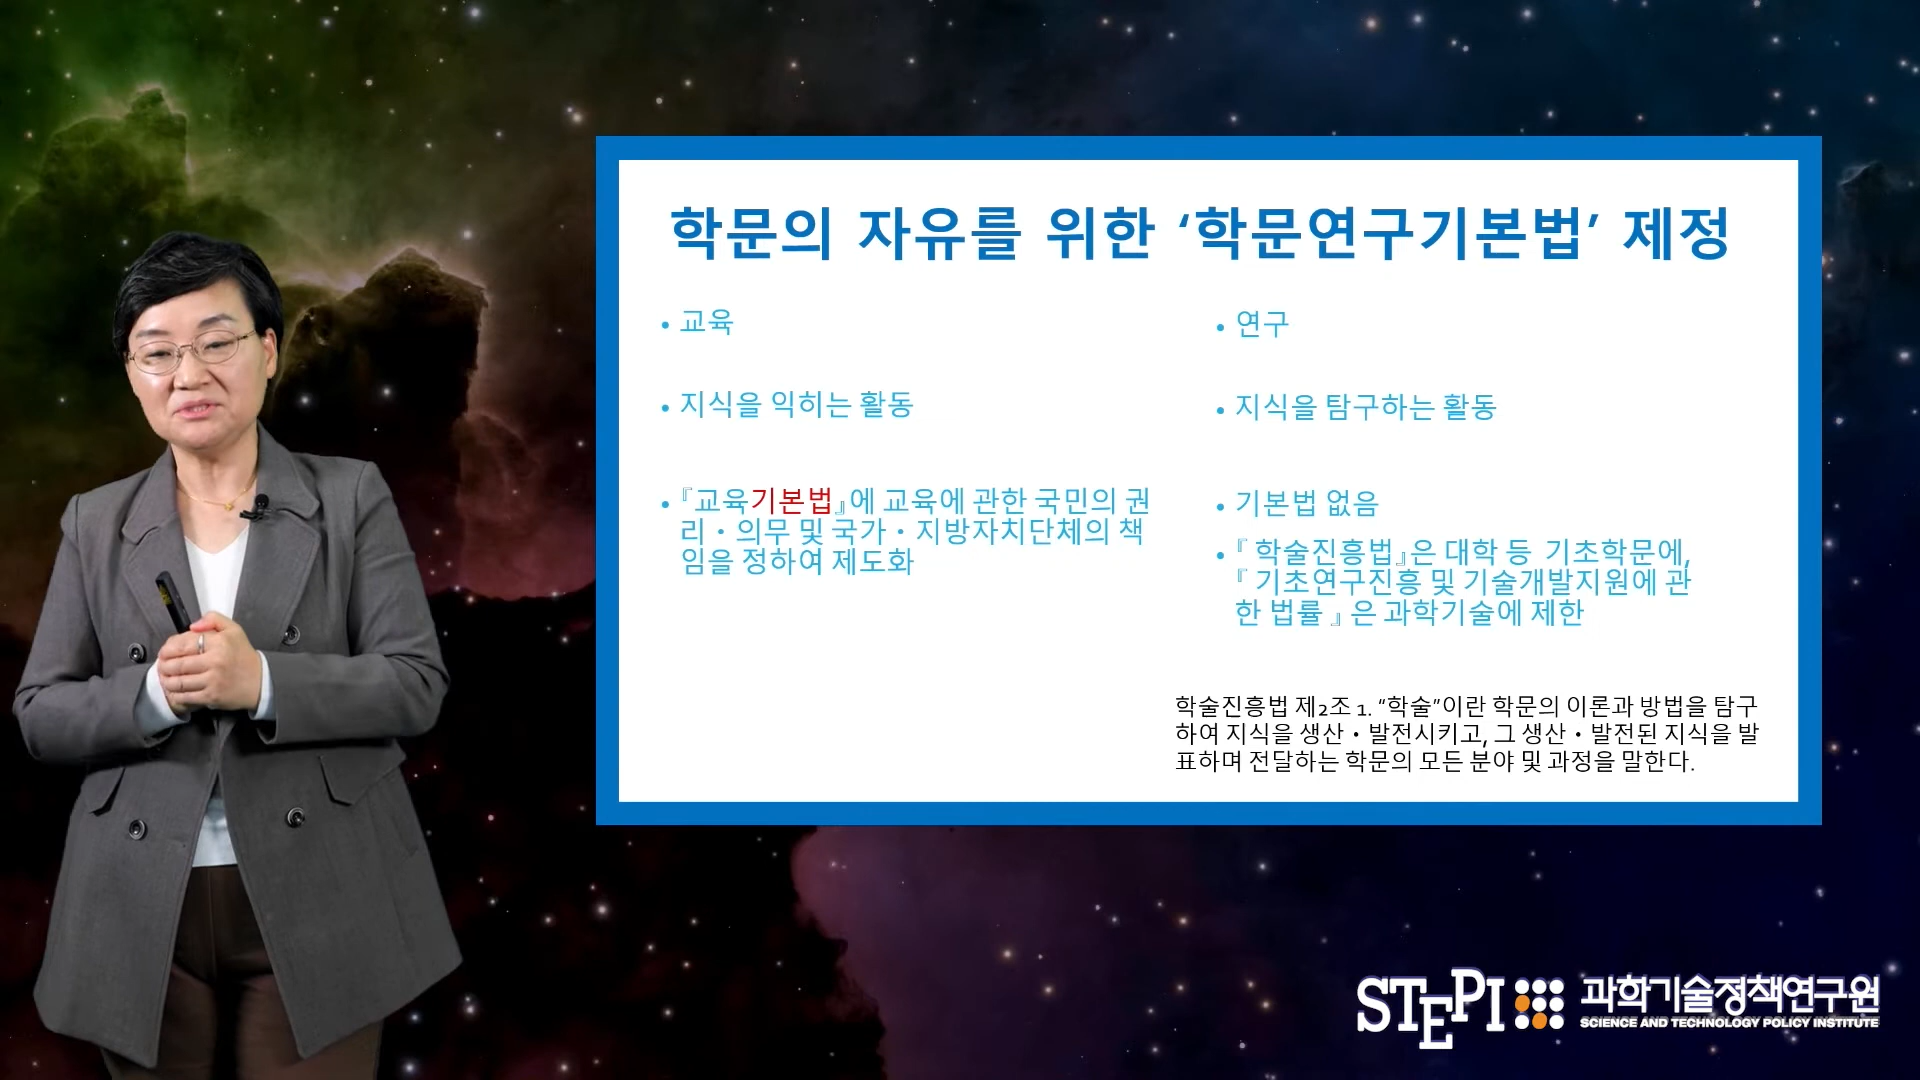 학문의 자유를 위한 ‘학문연구기본법’ 제정
• 교육
• 지식을 익히는 활동
• 『교육기본법』에 교육에 관한 국민의 권
리・의무 및 국가・지방자치단체의 책
임을 정하여 제도화
• 연구
• 지식을 탐구하는 활동
• 기본법 없음
• 『 학술진흥법』은 대학 등 기초학문에,
『 기초연구진흥 및 기술개발지원에 관
한 법률 』 은 과학기술에 제한
학술진흥법 제2조 1. “학술”이란 학문의 이론과 방법을 탐구
하여 지식을 생산・발전시키고, 그 생산・발전된 지식을 발
표하며 전달하는 학문의 모든 분야 및 과정을 말한다.
STEPI 과학기술정책연구원
SCIENCE AND TECHNOLOGY POLICY INSTITUTE